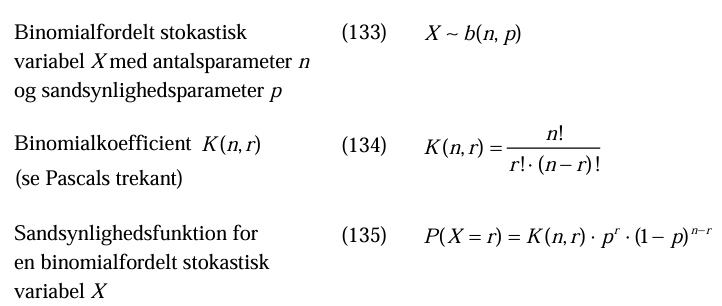 Binomialfordelt stokastisk (133) X ~ b(n, p)
variabel X med antalsparameter n
og sandsynlighedsparameter p
Binomialkoefficient K(n,r) (134) K(n,r) = n! / r!·(n−r)!
(se Pascals trekant)
Sandsynlighedsfunktion for (135) P(X = r) = K(n,r) · p^r · (1− p)^{n−r}
en binomialfordelt stokastisk
variabel X